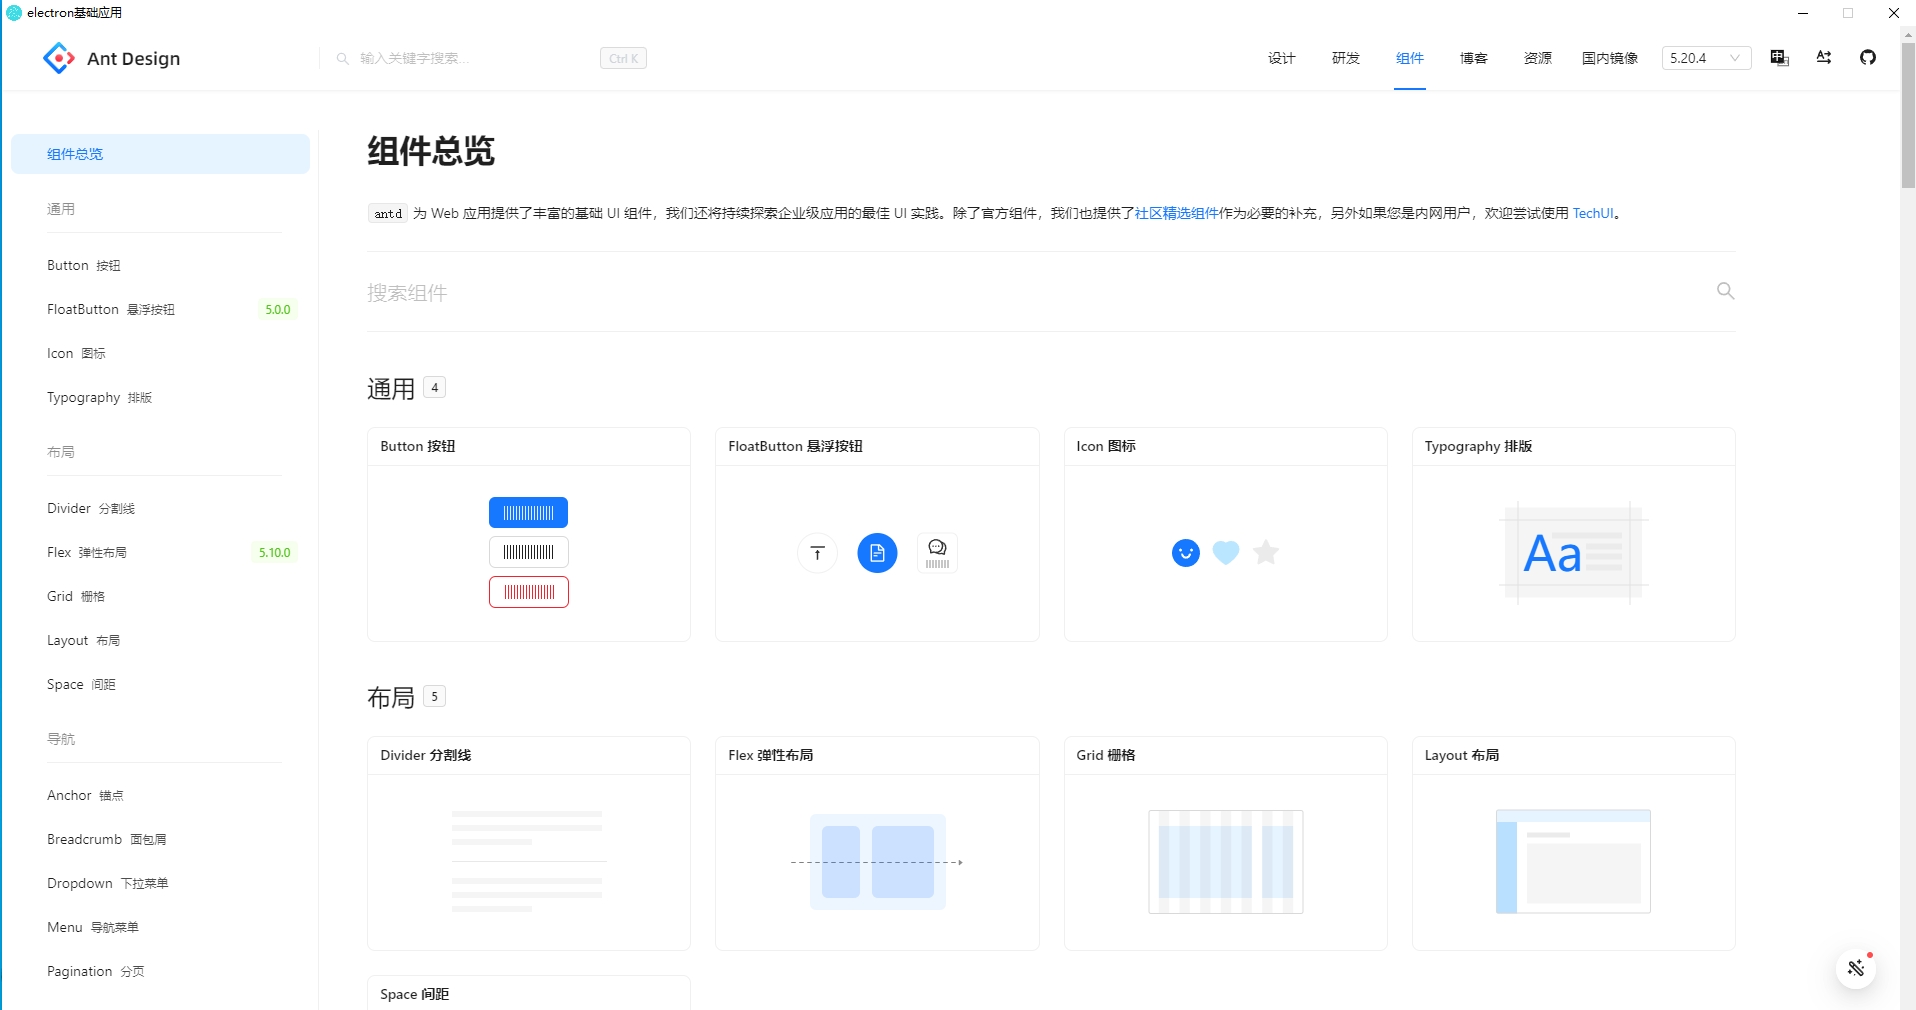 electron基础应用
Ant Design
输入关键字搜索...
Ctrl K
设计
研发
组件
博客
资源
国内镜像
5.20.4
组件总览
通用
Button 按钮
FloatButton 悬浮按钮 5.0.0
Icon 图标
Typography 排版
布局
Divider 分割线
Flex 弹性布局 5.10.0
Grid 栅格
Layout 布局
Space 间距
导航
Anchor 锚点
Breadcrumb 面包屑
Dropdown 下拉菜单
Menu 导航菜单
Pagination 分页
组件总览
antd 为 Web 应用提供了丰富的基础 UI 组件，我们还将持续探索企业级应用的最佳 UI 实践。除了官方组件，我们也提供了社区精选组件作为必要的补充，另外如果您是内网用户，欢迎尝试使用 TechUI。
搜索组件
通用 4
Button 按钮
FloatButton 悬浮按钮
Icon 图标
Typography 排版
Aa
布局 5
Divider 分割线
Flex 弹性布局
Grid 栅格
Layout 布局
Space 间距